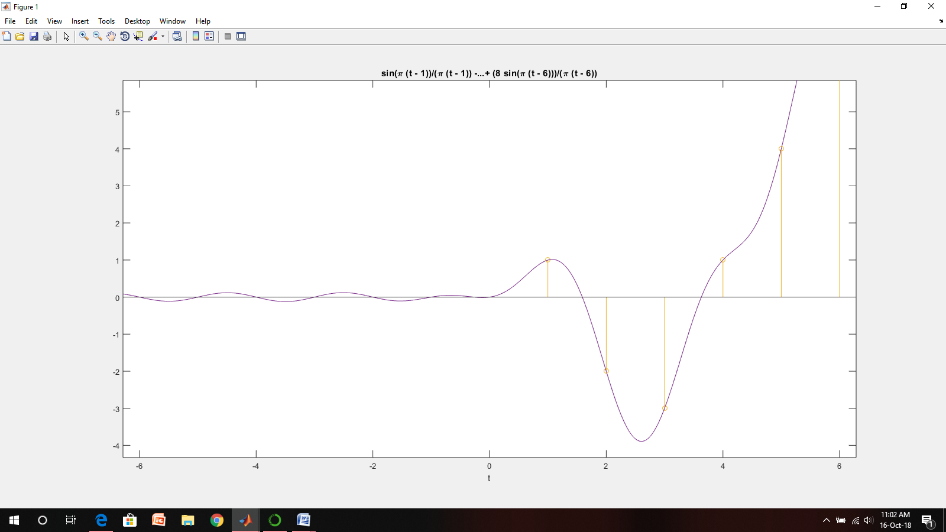 Figure 1
File Edit View Insert Tools Desktop Window Help
sin(π (t - 1))/(π (t - 1)) -...+ (8 sin(π (t - 6)))/(π (t - 6))
5
4
3
2
1
0
-1
-2
-3
-4
-6 -4 -2 0 2 4 6
t
11:02 AM
16-Oct-18